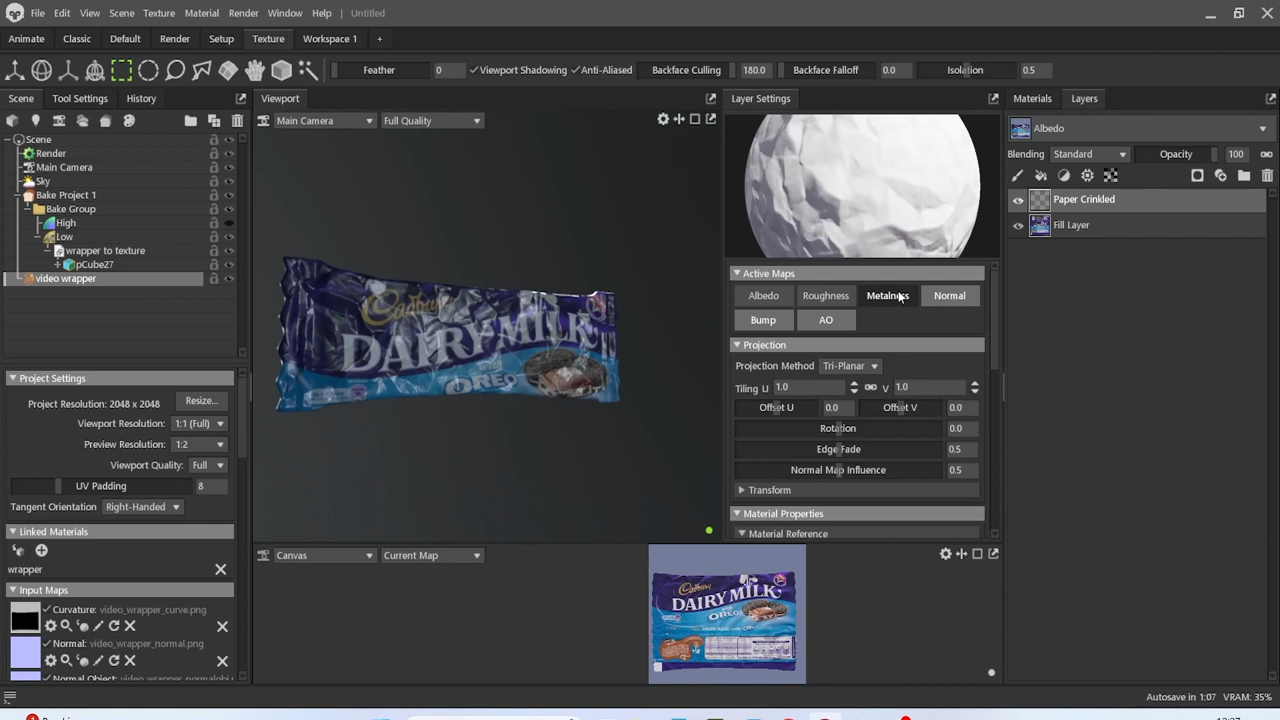 File Edit View Scene Texture Material Render Window Help Untitled
Animate Classic Default Render Setup Texture Workspace 1 +
Feather 0 Viewport Shadowing Anti-Aliased Backface Culling 180.0 Backface Falloff 0.0 Isolation 0.5
Scene Tool Settings History Viewport Layer Settings Materials Layers
Main Camera Full Quality
Albedo
Blending Standard Opacity 100
Scene
Render
Main Camera
Sky
Bake Project 1
Bake Group
High
Low
wrapper to texture
pCube27
video wrapper
Paper Crinkled
Fill Layer
Cadbury
DAIRY MILK
OREO
Active Maps
Albedo Roughness Metalness Normal
Bump AO
Projection
Projection Method Tri-Planar
Tiling U 1.0 V 1.0
Offset U 0.0 Offset V 0.0
Rotation 0.0
Edge Fade 0.5
Normal Map Influence 0.5
Transform
Material Properties
Material Reference
Project Settings
Project Resolution: 2048 x 2048 Resize...
Viewport Resolution: 1:1 (Full)
Preview Resolution: 1:2
Viewport Quality: Full
UV Padding 8
Tangent Orientation Right-Handed
Linked Materials
wrapper
Input Maps
Curvature: video_wrapper_curve.png
Normal: video_wrapper_normal.png
Canvas Current Map
Cadbury
DAIRY MILK
OREO
Autosave in 1:07 VRAM: 35%